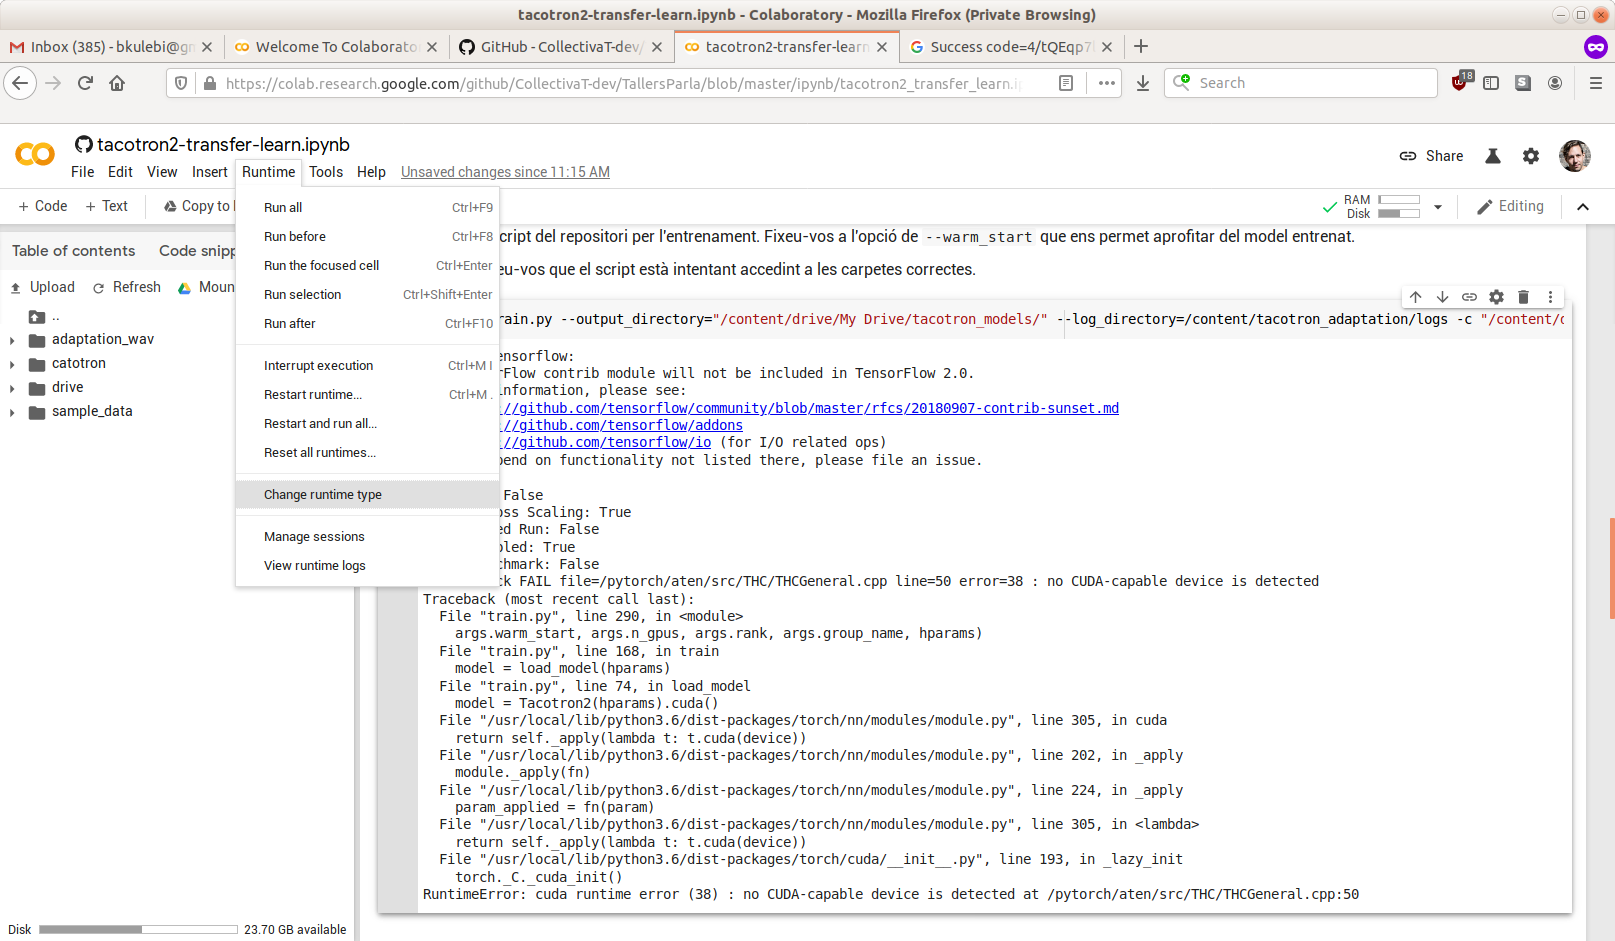 tacotron2-transfer-learn.ipynb - Colaboratory - Mozilla Firefox (Private Browsing)
Inbox (385) - bkulebi@gm
Welcome To Colaborato
GitHub - CollectivaT-dev/
tacotron2-transfer-learn
Success code=4/tQEqp7
https://colab.research.google.com/github/CollectivaT-dev/TallersParla/blob/master/ipynb/tacotron2_transfer_learn.i
Search
18
tacotron2-transfer-learn.ipynb
File Edit View Insert Runtime Tools Help Unsaved changes since 11:15 AM
Share
+ Code + Text Copy to
RAM
Disk
Editing
Table of contents Code snipp
Upload Refresh Moun
..
adaptation_wav
catotron
drive
sample_data
Disk 23.70 GB available
Run all Ctrl+F9
Run before Ctrl+F8
Run the focused cell Ctrl+Enter
Run selection Ctrl+Shift+Enter
Run after Ctrl+F10
Interrupt execution Ctrl+M I
Restart runtime... Ctrl+M .
Restart and run all...
Reset all runtimes...
Change runtime type
Manage sessions
View runtime logs
cript del repositori per l'entrenament. Fixeu-vos a l'opció de --warm_start que ens permet aprofitar del model entrenat.
eu-vos que el script està intentant accedint a les carpetes correctes.
rain.py --output_directory="/content/drive/My Drive/tacotron_models/" --log_directory=/content/tacotron_adaptation/logs -c "/content/d
ensorflow:
rFlow contrib module will not be included in TensorFlow 2.0.
information, please see:
://github.com/tensorflow/community/blob/master/rfcs/20180907-contrib-sunset.md
://github.com/tensorflow/addons
://github.com/tensorflow/io (for I/O related ops)
pend on functionality not listed there, please file an issue.
False
oss Scaling: True
ed Run: False
bled: True
chmark: False
ck FAIL file=/pytorch/aten/src/THC/THCGeneral.cpp line=50 error=38 : no CUDA-capable device is detected
Traceback (most recent call last):
File "train.py", line 290, in <module>
args.warm_start, args.n_gpus, args.rank, args.group_name, hparams)
File "train.py", line 168, in train
model = load_model(hparams)
File "train.py", line 74, in load_model
model = Tacotron2(hparams).cuda()
File "/usr/local/lib/python3.6/dist-packages/torch/nn/modules/module.py", line 305, in cuda
return self._apply(lambda t: t.cuda(device))
File "/usr/local/lib/python3.6/dist-packages/torch/nn/modules/module.py", line 202, in _apply
module._apply(fn)
File "/usr/local/lib/python3.6/dist-packages/torch/nn/modules/module.py", line 224, in _apply
param_applied = fn(param)
File "/usr/local/lib/python3.6/dist-packages/torch/nn/modules/module.py", line 305, in <lambda>
return self._apply(lambda t: t.cuda(device))
File "/usr/local/lib/python3.6/dist-packages/torch/cuda/__init__.py", line 193, in _lazy_init
torch._C._cuda_init()
RuntimeError: cuda runtime error (38) : no CUDA-capable device is detected at /pytorch/aten/src/THC/THCGeneral.cpp:50